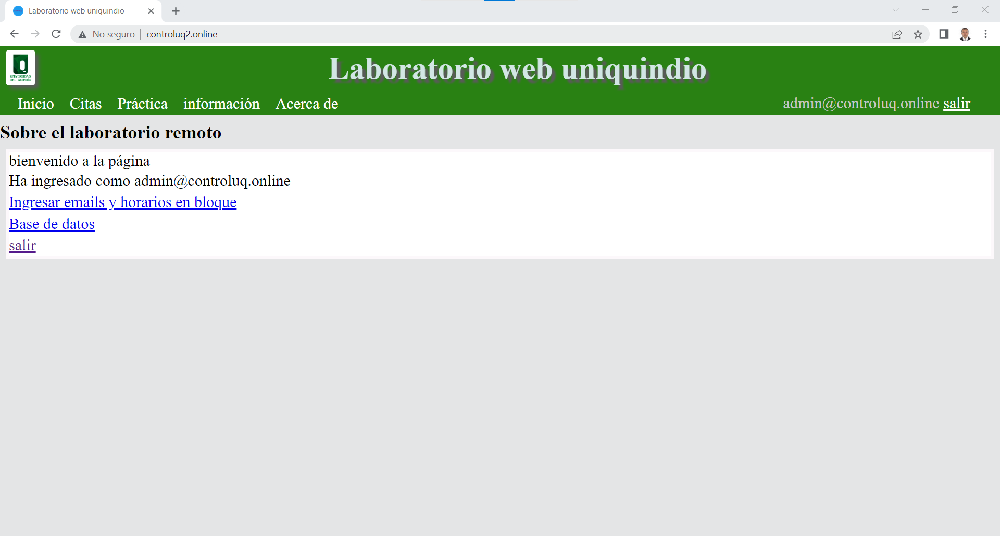 Laboratorio web uniquindio
No seguro | controluq2.online
UNIVERSIDAD
DEL QUINDÍO
Laboratorio web uniquindio
Inicio Citas Práctica información Acerca de admin@controluq.online salir
Sobre el laboratorio remoto
bienvenido a la página
Ha ingresado como admin@controluq.online
Ingresar emails y horarios en bloque
Base de datos
salir